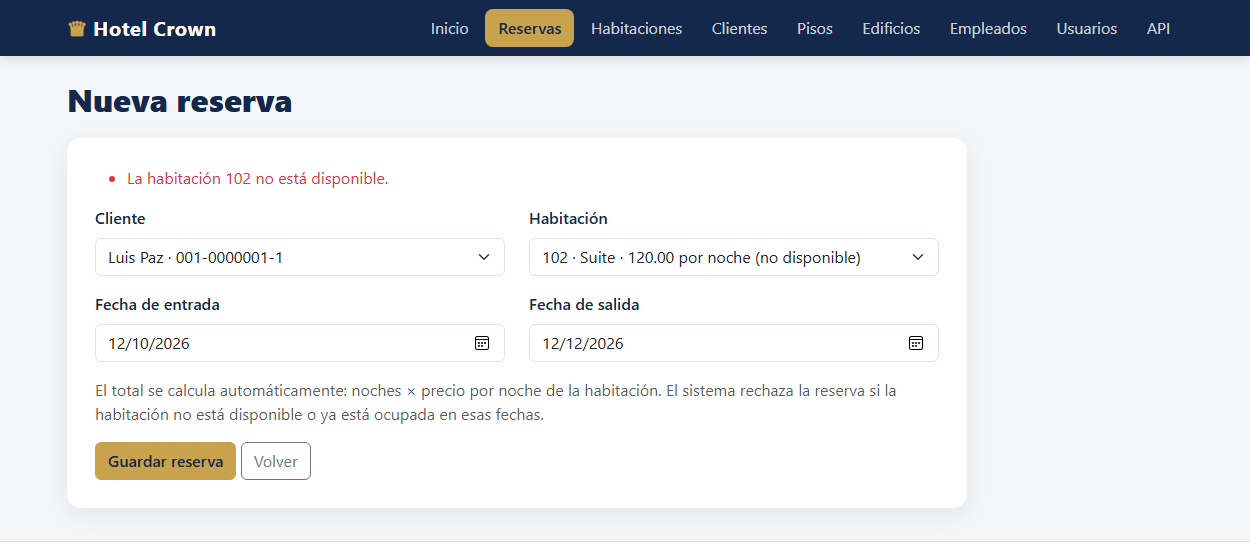 Hotel Crown
Inicio
Reservas
Habitaciones
Clientes
Pisos
Edificios
Empleados
Usuarios
API
Nueva reserva
La habitación 102 no está disponible.
Cliente
Habitación
Luis Paz · 001-0000001-1
102 · Suite · 120.00 por noche (no disponible)
Fecha de entrada
Fecha de salida
12/10/2026
12/12/2026
El total se calcula automáticamente: noches × precio por noche de la habitación. El sistema rechaza la reserva si la
habitación no está disponible o ya está ocupada en esas fechas.
Guardar reserva
Volver